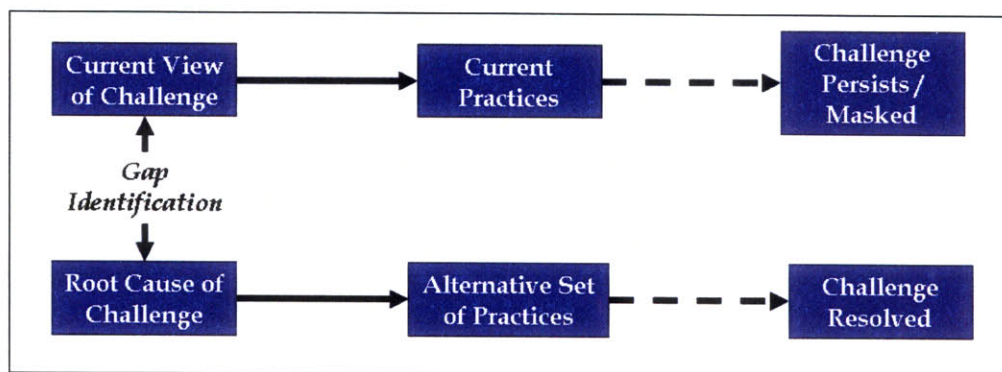 Current View
of Challenge
Current
Practices
Challenge
Persists /
Masked
Gap
Identification
Root Cause of
Challenge
Alternative Set
of Practices
Challenge
Resolved